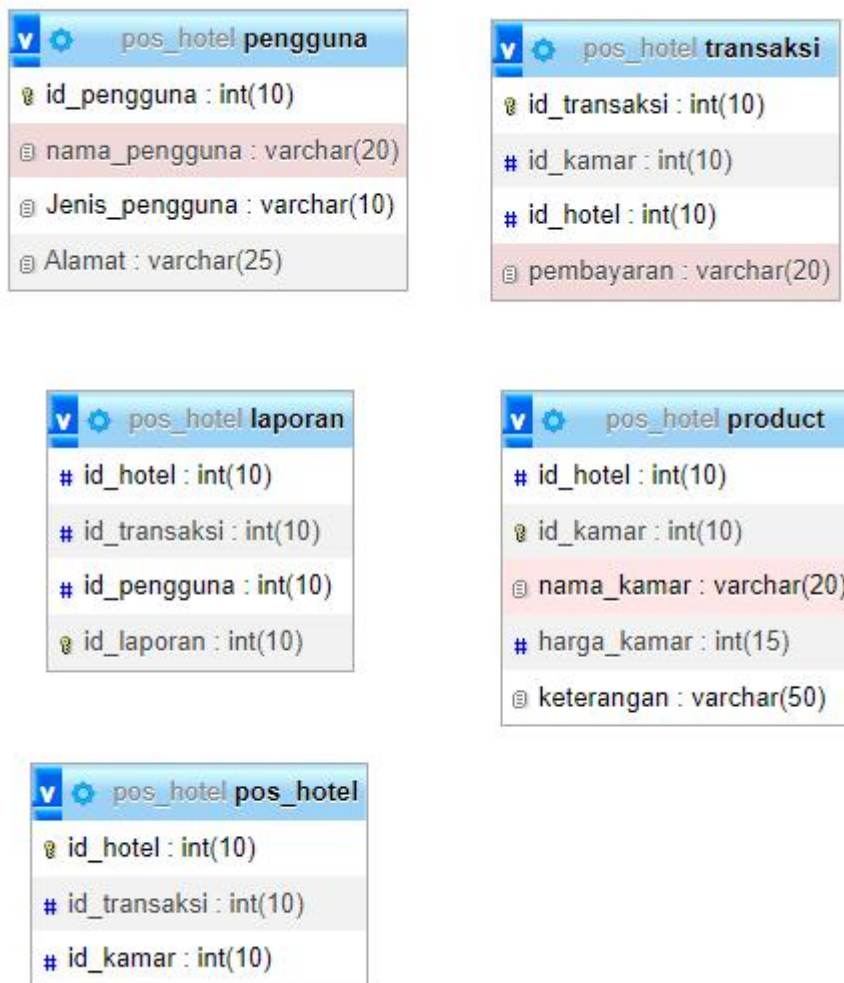 pos_hotel pengguna
id_pengguna : int(10)
nama_pengguna : varchar(20)
Jenis_pengguna : varchar(10)
Alamat : varchar(25)
pos_hotel transaksi
id_transaksi : int(10)
# id_kamar : int(10)
# id_hotel : int(10)
pembayaran : varchar(20)
pos_hotel laporan
# id_hotel : int(10)
# id_transaksi : int(10)
# id_pengguna : int(10)
id_laporan : int(10)
pos_hotel product
# id_hotel : int(10)
id_kamar : int(10)
nama_kamar : varchar(20)
# harga_kamar : int(15)
keterangan : varchar(50)
pos_hotel pos_hotel
id_hotel : int(10)
# id_transaksi : int(10)
# id_kamar : int(10)